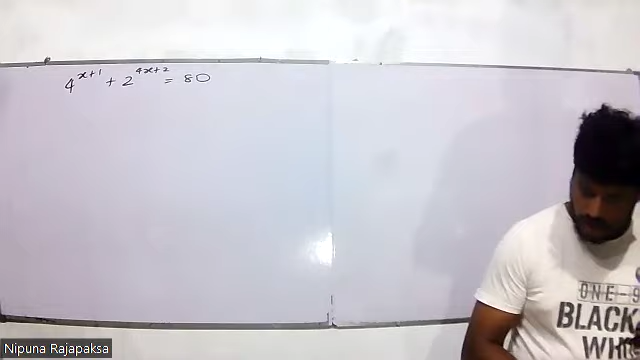 4^{x+1} + 2^{4x+2} = 80
ONE-9
BLACK
WH
Nipuna Rajapaksa